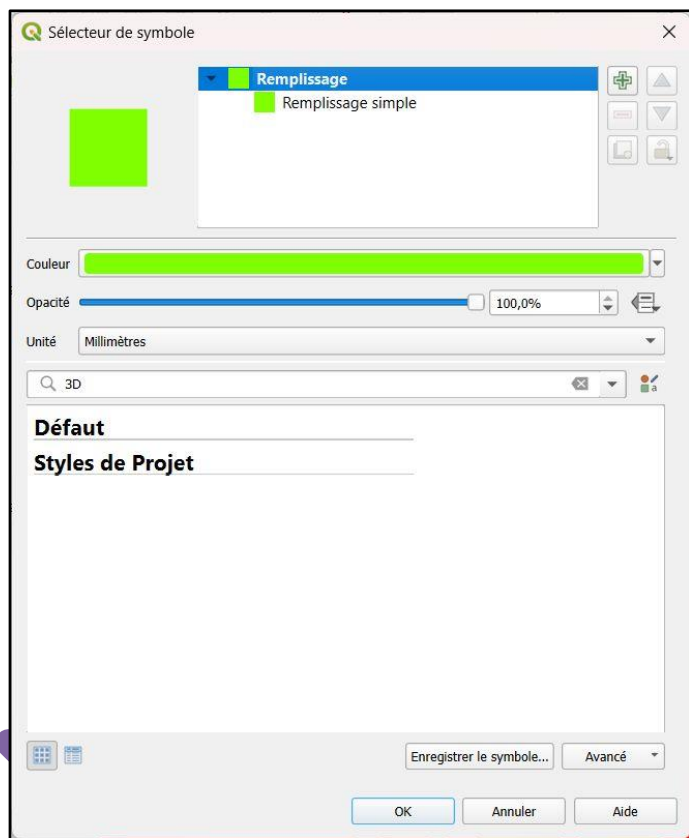 Sélecteur de symbole
Remplissage
Remplissage simple
Couleur
Opacité
100,0%
Unité
Millimètres
3D
a
Défaut
Styles de Projet
Enregistrer le symbole...
Avancé
OK
Annuler
Aide